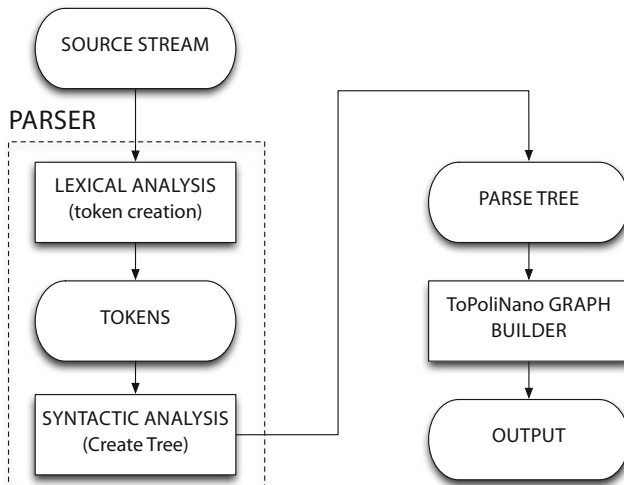 SOURCE STREAM
PARSER
LEXICAL ANALYSIS
(token creation)
TOKENS
SYNTACTIC ANALYSIS
(Create Tree)
PARSE TREE
ToPoliNano GRAPH
BUILDER
OUTPUT